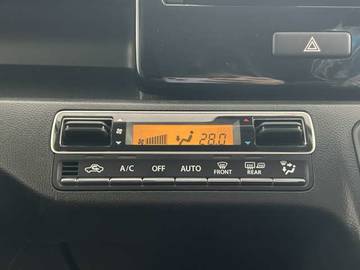 28.0
A/C OFF AUTO FRONT REAR